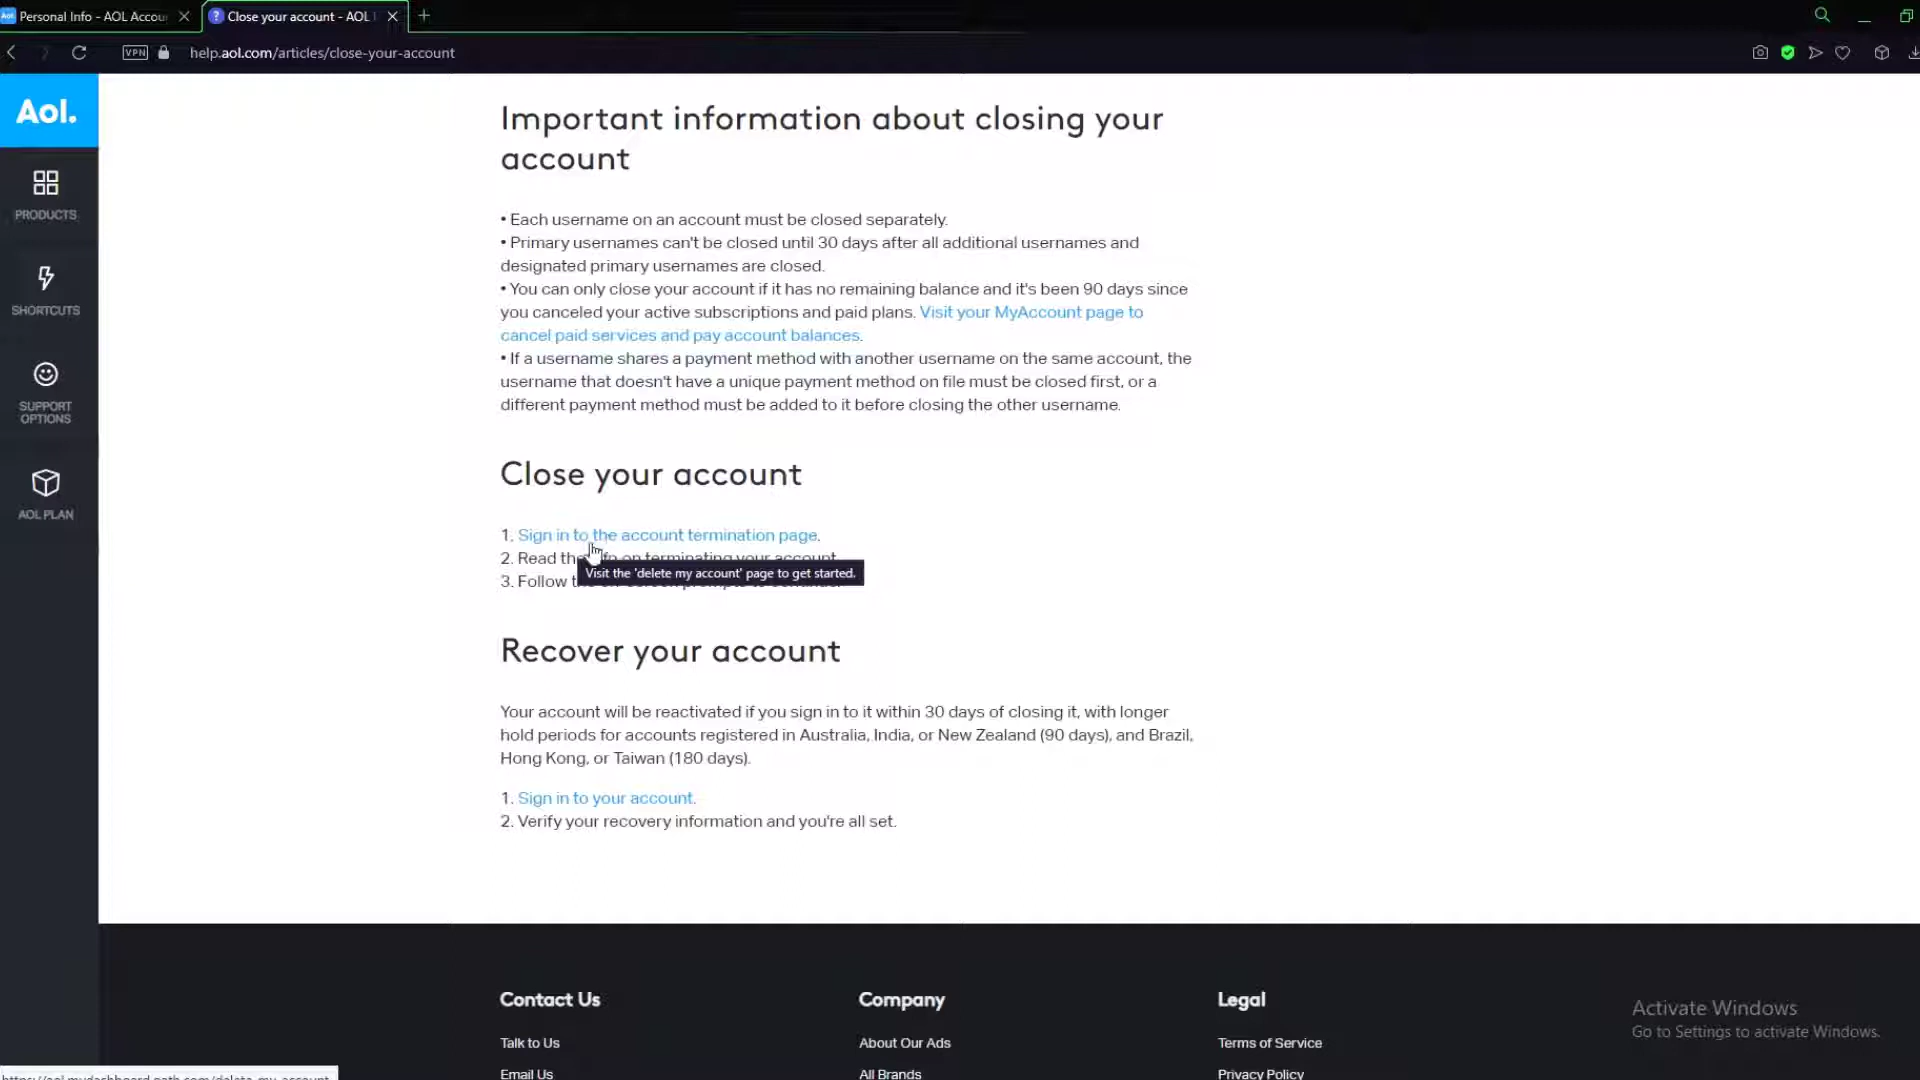 Personal Info - AOL Accou
Close your account - AOL
VPN
help.aol.com/articles/close-your-account
Aol.
PRODUCTS
SHORTCUTS
SUPPORT
OPTIONS
AOL PLAN
Important information about closing your
account
• Each username on an account must be closed separately.
• Primary usernames can't be closed until 30 days after all additional usernames and
designated primary usernames are closed.
• You can only close your account if it has no remaining balance and it's been 90 days since
you canceled your active subscriptions and paid plans. Visit your MyAccount page to
cancel paid services and pay account balances.
• If a username shares a payment method with another username on the same account, the
username that doesn't have a unique payment method on file must be closed first, or a
different payment method must be added to it before closing the other username.
Close your account
1. Sign in to the account termination page.
2. Read the info on terminating your account.
Visit the 'delete my account' page to get started.
3. Follow
Recover your account
Your account will be reactivated if you sign in to it within 30 days of closing it, with longer
hold periods for accounts registered in Australia, India, or New Zealand (90 days), and Brazil,
Hong Kong, or Taiwan (180 days).
1. Sign in to your account.
2. Verify your recovery information and you're all set.
Contact Us
Company
Legal
Talk to Us
About Our Ads
Terms of Service
Email Us
All Brands
Privacy Policy
Activate Windows
Go to Settings to activate Windows.